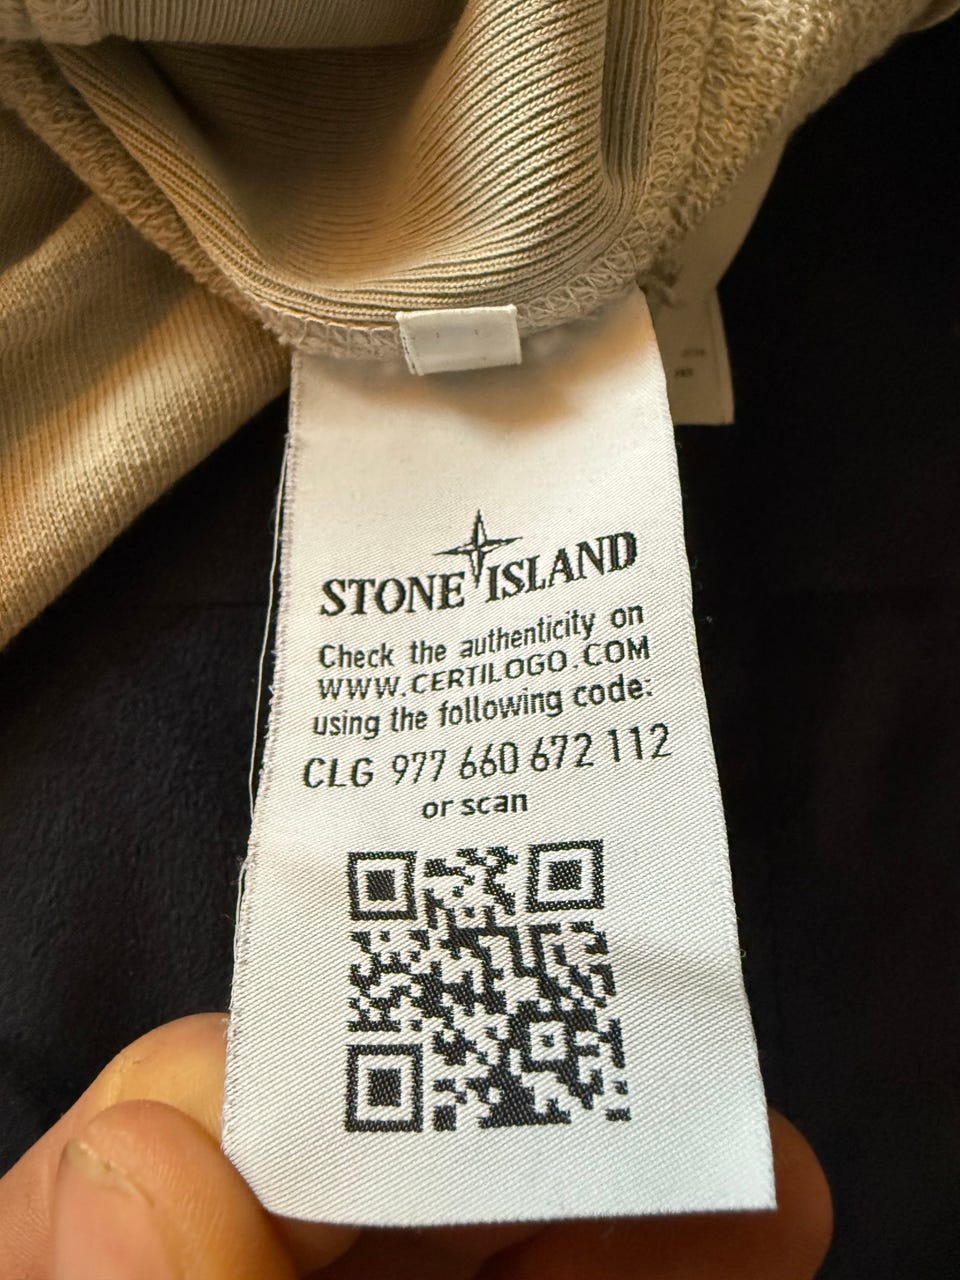 STONE ISLAND
Check the authenticity on
WWW.CERTILOGO.COM
using the following code:
CLG 977 660 672 112
or scan